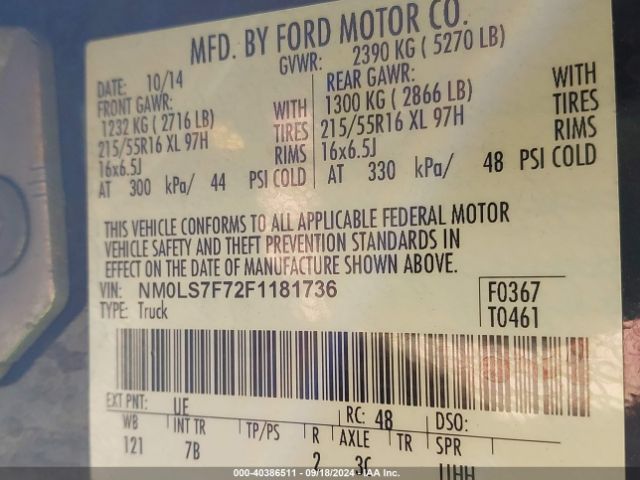 MFD. BY FORD MOTOR CO.
DATE: 10/14 GVWR: 2390 KG ( 5270 LB)
FRONT GAWR: REAR GAWR: WITH
1232 KG ( 2716 LB) WITH 1300 KG ( 2866 LB) TIRES
215/55R16 XL 97H TIRES 215/55R16 XL 97H RIMS
16x6.5J RIMS 16x6.5J
AT 300 kPa/ 44 PSI COLD AT 330 kPa/ 48 PSI COLD
THIS VEHICLE CONFORMS TO ALL APPLICABLE FEDERAL MOTOR
VEHICLE SAFETY AND THEFT PREVENTION STANDARDS IN
EFFECT ON THE DATE OF MANUFACTURE SHOWN ABOVE.
VIN: NM0LS7F72F1181736 F0367
TYPE: Truck T0461
EXT PNT: UE RC: 48 DSO:
WB INT TR TP/PS R AXLE TR SPR
121 7B 2 3C UHH
000-40386511 - 09/18/2024 - IAAI.COM